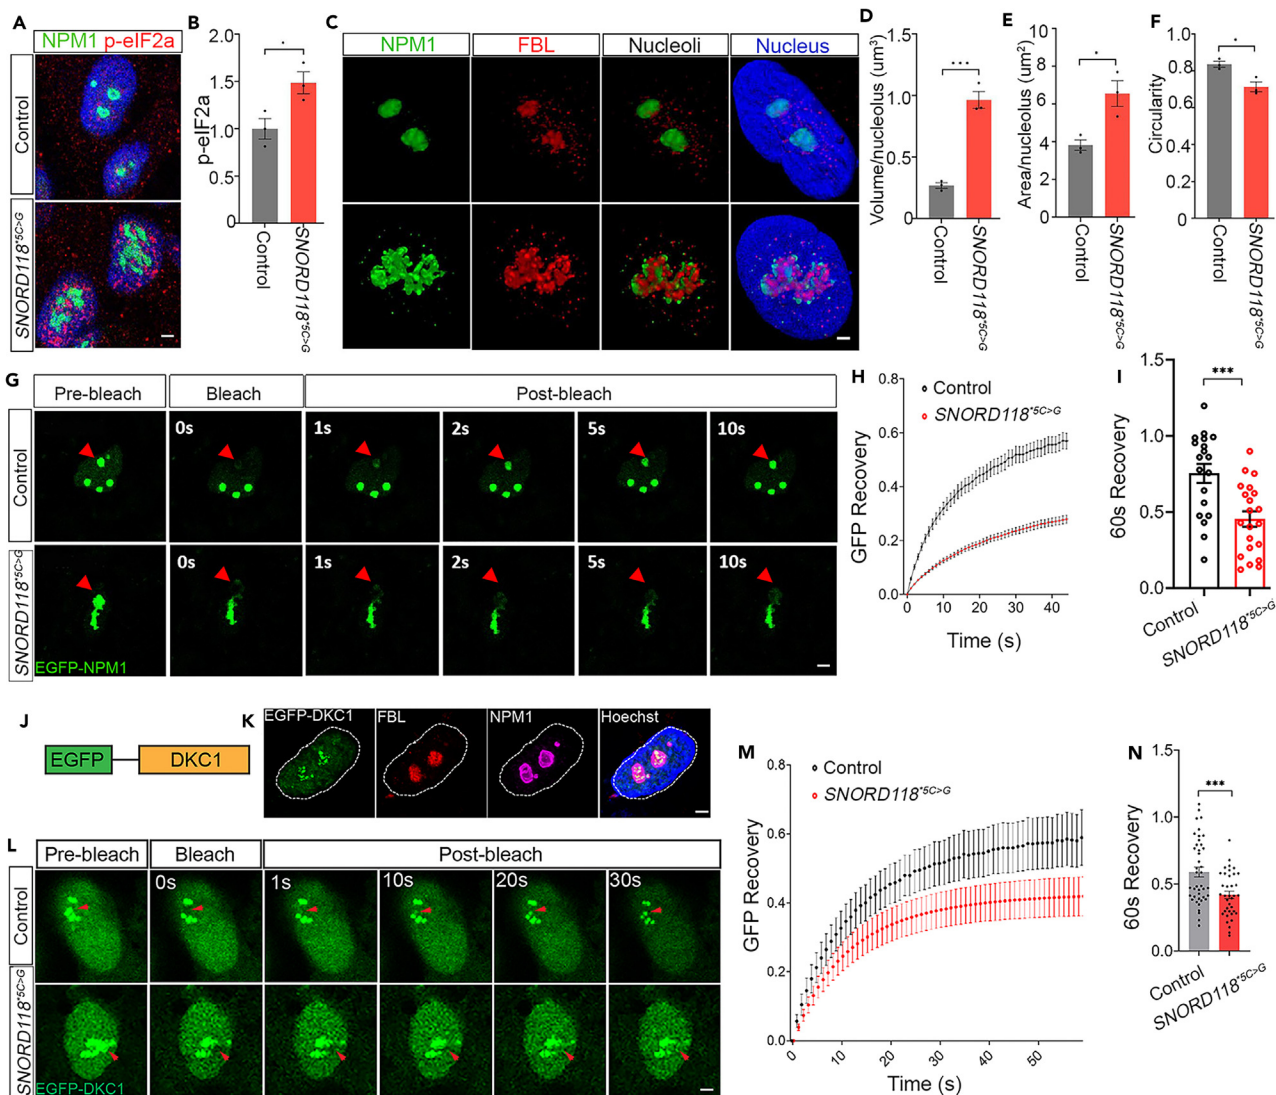 A
NPM1 p-eIF2a
Control
SNORD118*5C>G
B
p-eIF2a
2.0
1.5
1.0
0.5
0
*
Control
SNORD118*5C>G
C
NPM1
FBL
Nucleoli
Nucleus
D
Volume/nucleolus (um³)
1.5
1.0
0.5
0
***
Control
SNORD118*5C>G
E
Area/nucleolus (um²)
10
8
6
4
2
0
*
Control
SNORD118*5C>G
F
Circularity
1.0
0.8
0.6
0.4
0.2
0
*
Control
SNORD118*5C>G
G
Pre-bleach
Bleach
Post-bleach
Control
0s
1s
2s
5s
10s
SNORD118*5C>G
0s
1s
2s
5s
10s
EGFP-NPM1
H
GFP Recovery
0.8
0.6
0.4
0.2
0.0
Control
SNORD118*5C>G
0 10 20 30 40
Time (s)
I
60s Recovery
1.5
1.0
0.5
0.0
***
Control
SNORD118*5C>G
J
EGFP
DKC1
K
EGFP-DKC1
FBL
NPM1
Hoechst
L
Pre-bleach
Bleach
Post-bleach
Control
0s
1s
10s
20s
30s
SNORD118*5C>G
EGFP-DKC1
M
GFP Recovery
0.8
0.6
0.4
0.2
0.0
Control
SNORD118*5C>G
0 10 20 30 40 50
Time (s)
N
60s Recovery
1.5
1.0
0.5
0.0
***
Control
SNORD118*5C>G